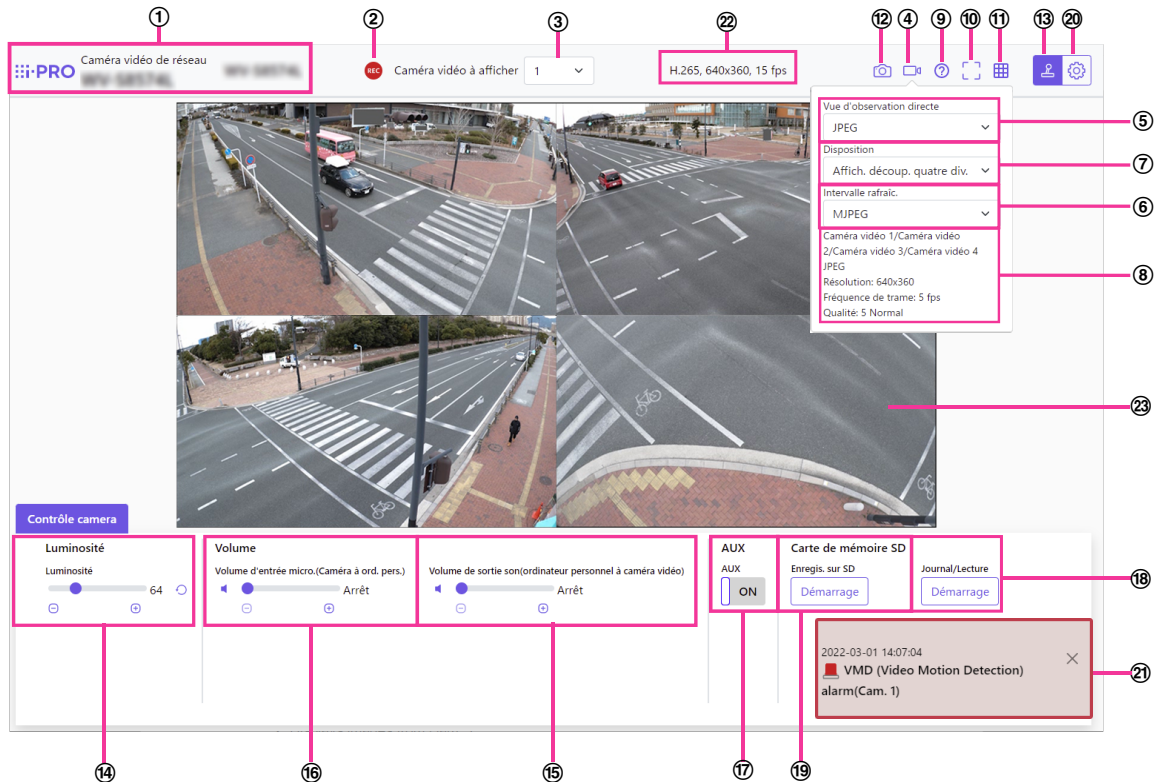 ① ② ③ ㉒ ⑫ ④ ⑨ ⑩ ⑪ ⑬ ⑳
i-PRO
Caméra vidéo de réseau
REC
Caméra vidéo à afficher
1
H.265, 640x360, 15 fps
Vue d'observation directe
JPEG
⑤
Disposition
Affich. découp. quatre div.
⑦
Intervalle rafraîc.
MJPEG
⑥
Caméra vidéo 1/Caméra vidéo
2/Caméra vidéo 3/Caméra vidéo 4
JPEG
Résolution: 640x360
Fréquence de trame: 5 fps
Qualité: 5 Normal
⑧
㉓
Contrôle camera
Luminosité
Luminosité
64
Volume
Volume d'entrée micro.(Caméra à ord. pers.)
Arrêt
Volume de sortie son(ordinateur personnel à caméra vidéo)
Arrêt
AUX
AUX
ON
Carte de mémoire SD
Enregis. sur SD
Démarrage
Journal/Lecture
Démarrage
⑱
2022-03-01 14:07:04
VMD (Video Motion Detection)
alarm(Cam. 1)
㉑
⑭ ⑯ ⑮ ⑰ ⑲